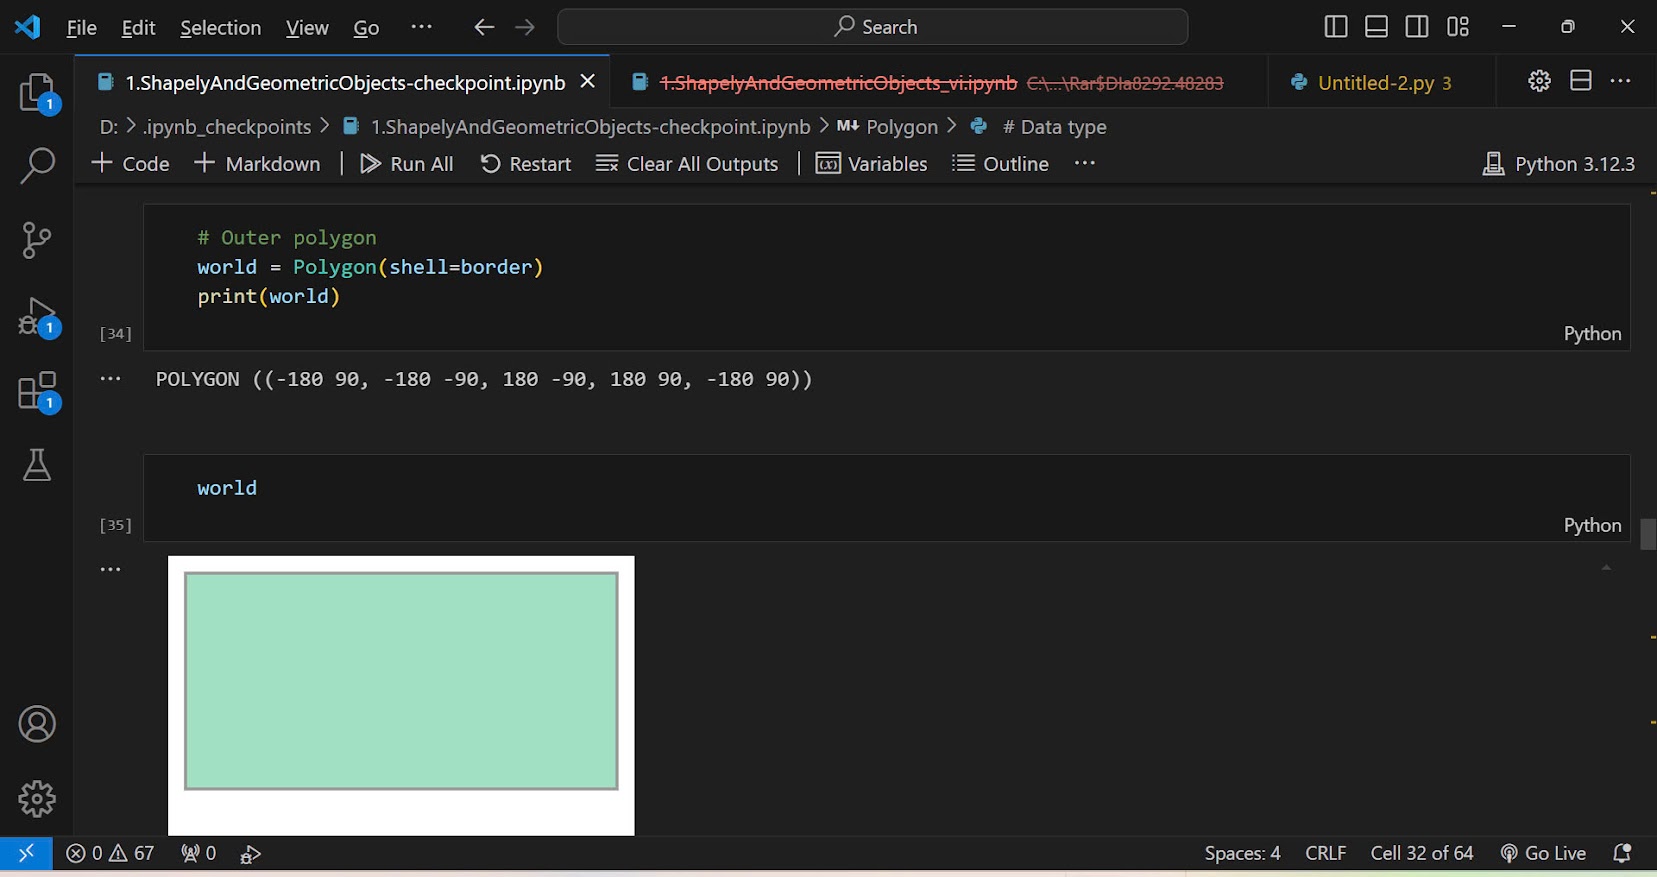 File Edit Selection View Go ··· Search
1.ShapelyAndGeometricObjects-checkpoint.ipynb 1.ShapelyAndGeometricObjects_vi.ipynb C:\...\Rar$DIa8292.48283 Untitled-2.py 3
D: > .ipynb_checkpoints > 1.ShapelyAndGeometricObjects-checkpoint.ipynb > M↓ Polygon > # Data type
+ Code + Markdown | Run All Restart Clear All Outputs | Variables Outline ··· Python 3.12.3
# Outer polygon
world = Polygon(shell=border)
print(world)
[34] Python
POLYGON ((-180 90, -180 -90, 180 -90, 180 90, -180 90))
world
[35] Python
1
1
1
0 67 0 Spaces: 4 CRLF Cell 32 of 64 Go Live